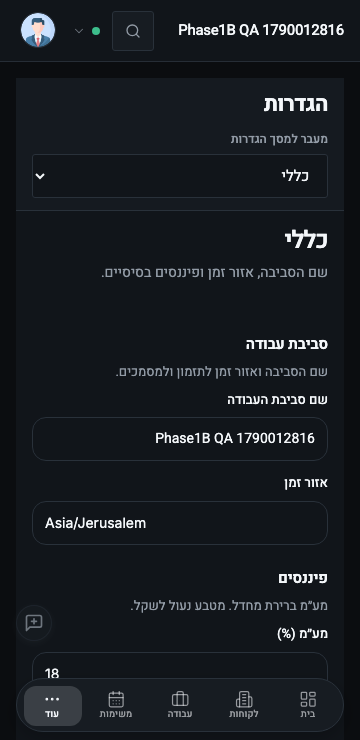 Phase1B QA 1790012816
הגדרות
מעבר למסך הגדרות
כללי
כללי
שם הסביבה, אזור זמן ופיננסים בסיסיים.
סביבת עבודה
שם הסביבה ואזור זמן לתזמון ולמסמכים.
שם סביבת העבודה
Phase1B QA 1790012816
אזור זמן
Asia/Jerusalem
פיננסים
מע״מ ברירת מחדל. מטבע נעול לשקל.
מע״מ (%)
18
בית
לקוחות
עבודה
משימות
עוד